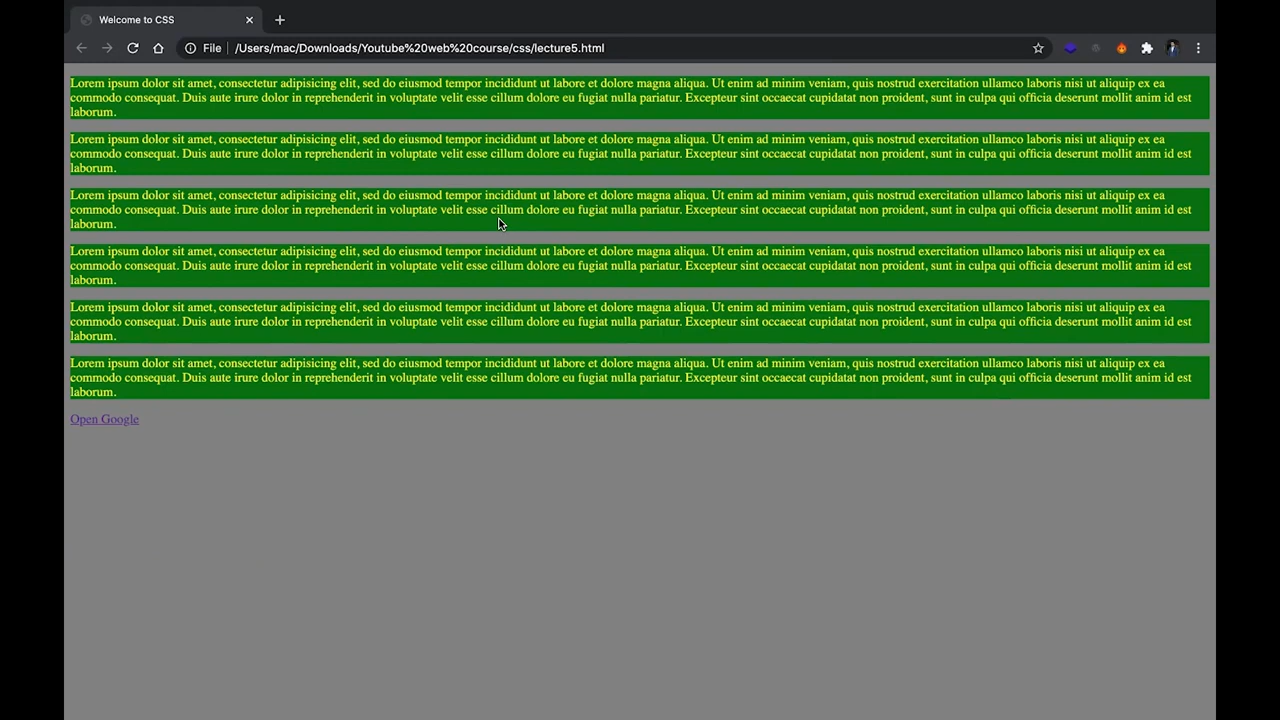 Welcome to CSS
File /Users/mac/Downloads/Youtube%20web%20course/css/lecture5.html
Lorem ipsum dolor sit amet, consectetur adipisicing elit, sed do eiusmod tempor incididunt ut labore et dolore magna aliqua. Ut enim ad minim veniam, quis nostrud exercitation ullamco laboris nisi ut aliquip ex ea
commodo consequat. Duis aute irure dolor in reprehenderit in voluptate velit esse cillum dolore eu fugiat nulla pariatur. Excepteur sint occaecat cupidatat non proident, sunt in culpa qui officia deserunt mollit anim id est
laborum.
Lorem ipsum dolor sit amet, consectetur adipisicing elit, sed do eiusmod tempor incididunt ut labore et dolore magna aliqua. Ut enim ad minim veniam, quis nostrud exercitation ullamco laboris nisi ut aliquip ex ea
commodo consequat. Duis aute irure dolor in reprehenderit in voluptate velit esse cillum dolore eu fugiat nulla pariatur. Excepteur sint occaecat cupidatat non proident, sunt in culpa qui officia deserunt mollit anim id est
laborum.
Lorem ipsum dolor sit amet, consectetur adipisicing elit, sed do eiusmod tempor incididunt ut labore et dolore magna aliqua. Ut enim ad minim veniam, quis nostrud exercitation ullamco laboris nisi ut aliquip ex ea
commodo consequat. Duis aute irure dolor in reprehenderit in voluptate velit esse cillum dolore eu fugiat nulla pariatur. Excepteur sint occaecat cupidatat non proident, sunt in culpa qui officia deserunt mollit anim id est
laborum.
Lorem ipsum dolor sit amet, consectetur adipisicing elit, sed do eiusmod tempor incididunt ut labore et dolore magna aliqua. Ut enim ad minim veniam, quis nostrud exercitation ullamco laboris nisi ut aliquip ex ea
commodo consequat. Duis aute irure dolor in reprehenderit in voluptate velit esse cillum dolore eu fugiat nulla pariatur. Excepteur sint occaecat cupidatat non proident, sunt in culpa qui officia deserunt mollit anim id est
laborum.
Lorem ipsum dolor sit amet, consectetur adipisicing elit, sed do eiusmod tempor incididunt ut labore et dolore magna aliqua. Ut enim ad minim veniam, quis nostrud exercitation ullamco laboris nisi ut aliquip ex ea
commodo consequat. Duis aute irure dolor in reprehenderit in voluptate velit esse cillum dolore eu fugiat nulla pariatur. Excepteur sint occaecat cupidatat non proident, sunt in culpa qui officia deserunt mollit anim id est
laborum.
Lorem ipsum dolor sit amet, consectetur adipisicing elit, sed do eiusmod tempor incididunt ut labore et dolore magna aliqua. Ut enim ad minim veniam, quis nostrud exercitation ullamco laboris nisi ut aliquip ex ea
commodo consequat. Duis aute irure dolor in reprehenderit in voluptate velit esse cillum dolore eu fugiat nulla pariatur. Excepteur sint occaecat cupidatat non proident, sunt in culpa qui officia deserunt mollit anim id est
laborum.
Open Google